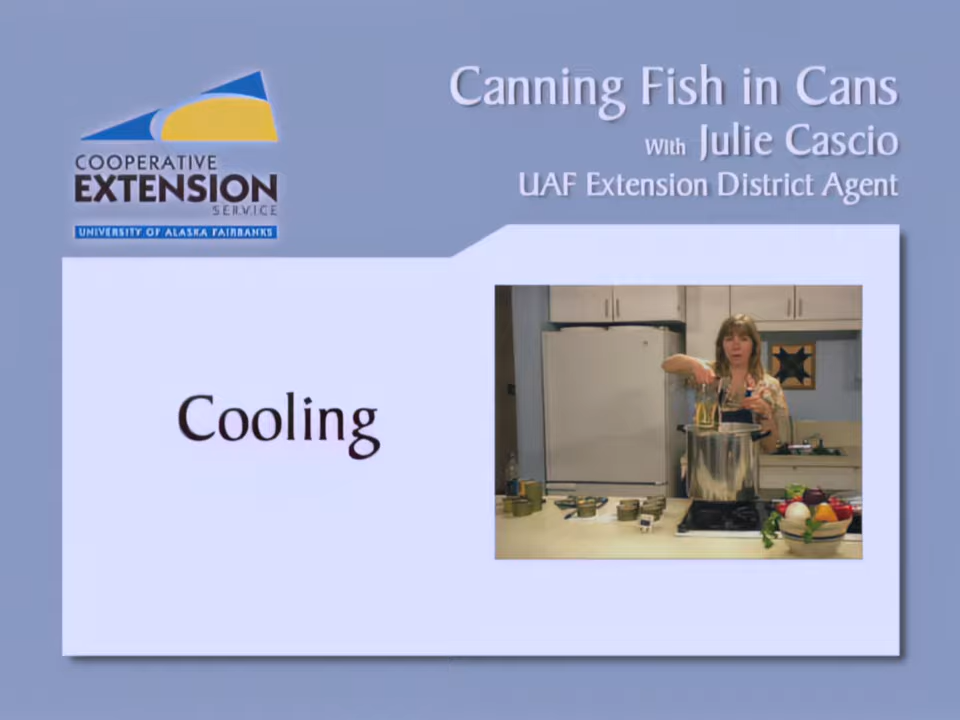 COOPERATIVE
EXTENSION
SERVICE
UNIVERSITY OF ALASKA FAIRBANKS
Canning Fish in Cans
With Julie Cascio
UAF Extension District Agent
Cooling